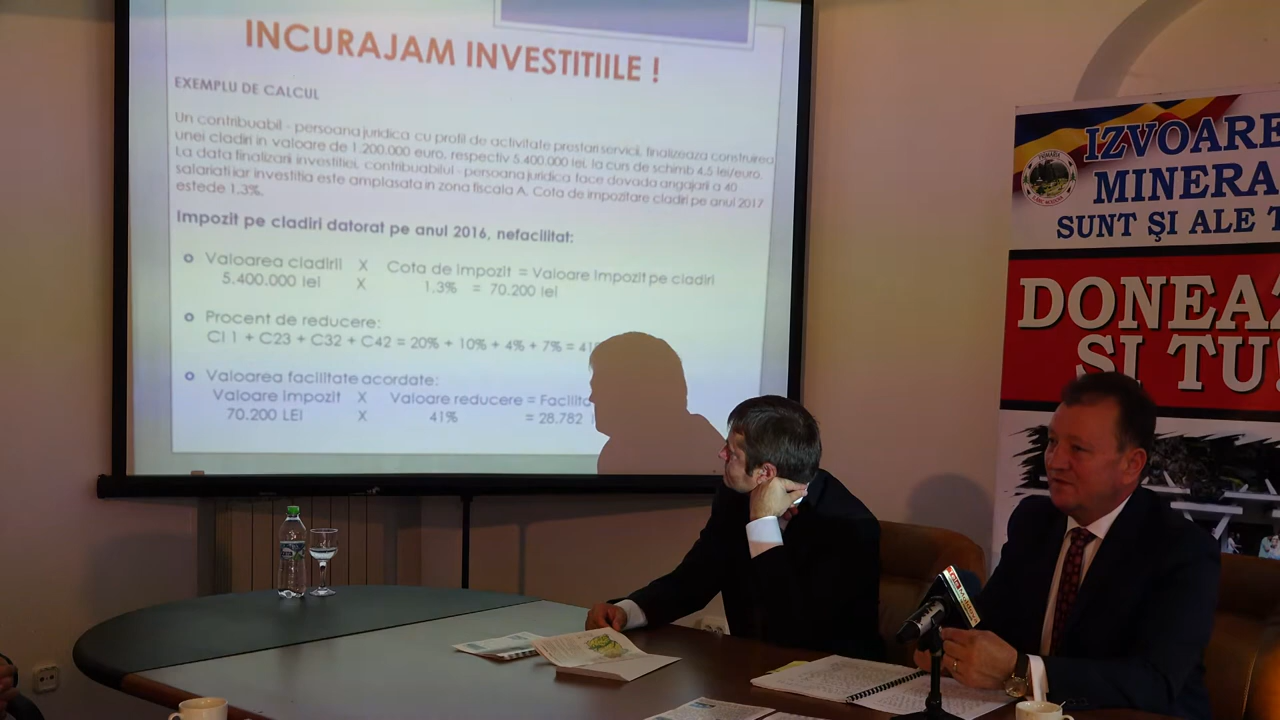 INCURAJAM INVESTITIILE !
EXEMPLU DE CALCUL
Un contribuabil - persoana juridica cu profil de activitate prestari servicii, finalizeaza construirea
unei cladiri in valoare de 1.200.000 euro, respectiv 5.400.000 lei, la curs de schimb 4,5 lei/euro.
La data finalizarii investitiei, contribuabilul - persoana juridica face dovada angajarii a 40
salariati iar investitia este amplasata in zona fiscala A. Cota de impozitare cladiri pe anul 2017
estede 1,3%.
Impozit pe cladiri datorat pe anul 2016, nefacilitat:
Valoarea cladirii X Cota de impozit = Valoare impozit pe cladiri
5.400.000 lei X 1,3% = 70.200 lei
Procent de reducere:
CI 1 + C23 + C32 + C42 = 20% + 10% + 4% + 7% = 41
Valoarea facilitate acordate:
Valoare impozit X Valoare reducere = Facilita
70.200 LEI X 41% = 28.782
IZVOARE
MINERA
SUNT ŞI ALE T
DONEAZ
ŞI TU!